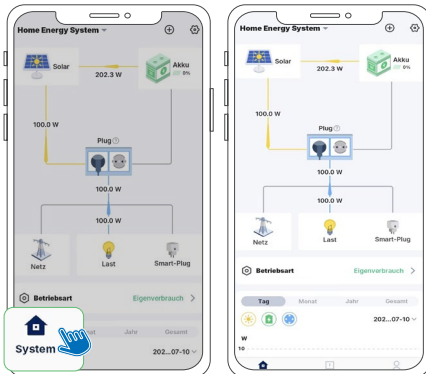 Home Energy System
Solar
202.3 W
Akku
0%
100.0 W
Plug
100.0 W
100.0 W
Netz
Last
Smart-Plug
Betriebsart
Eigenverbrauch
Jahr
Gesamt
202...07-10
System
Home Energy System
Solar
202.3 W
Akku
0%
100.0 W
Plug
100.0 W
100.0 W
Netz
Last
Smart-Plug
Betriebsart
Eigenverbrauch
Tag
Monat
Jahr
Gesamt
202...07-10
W
10